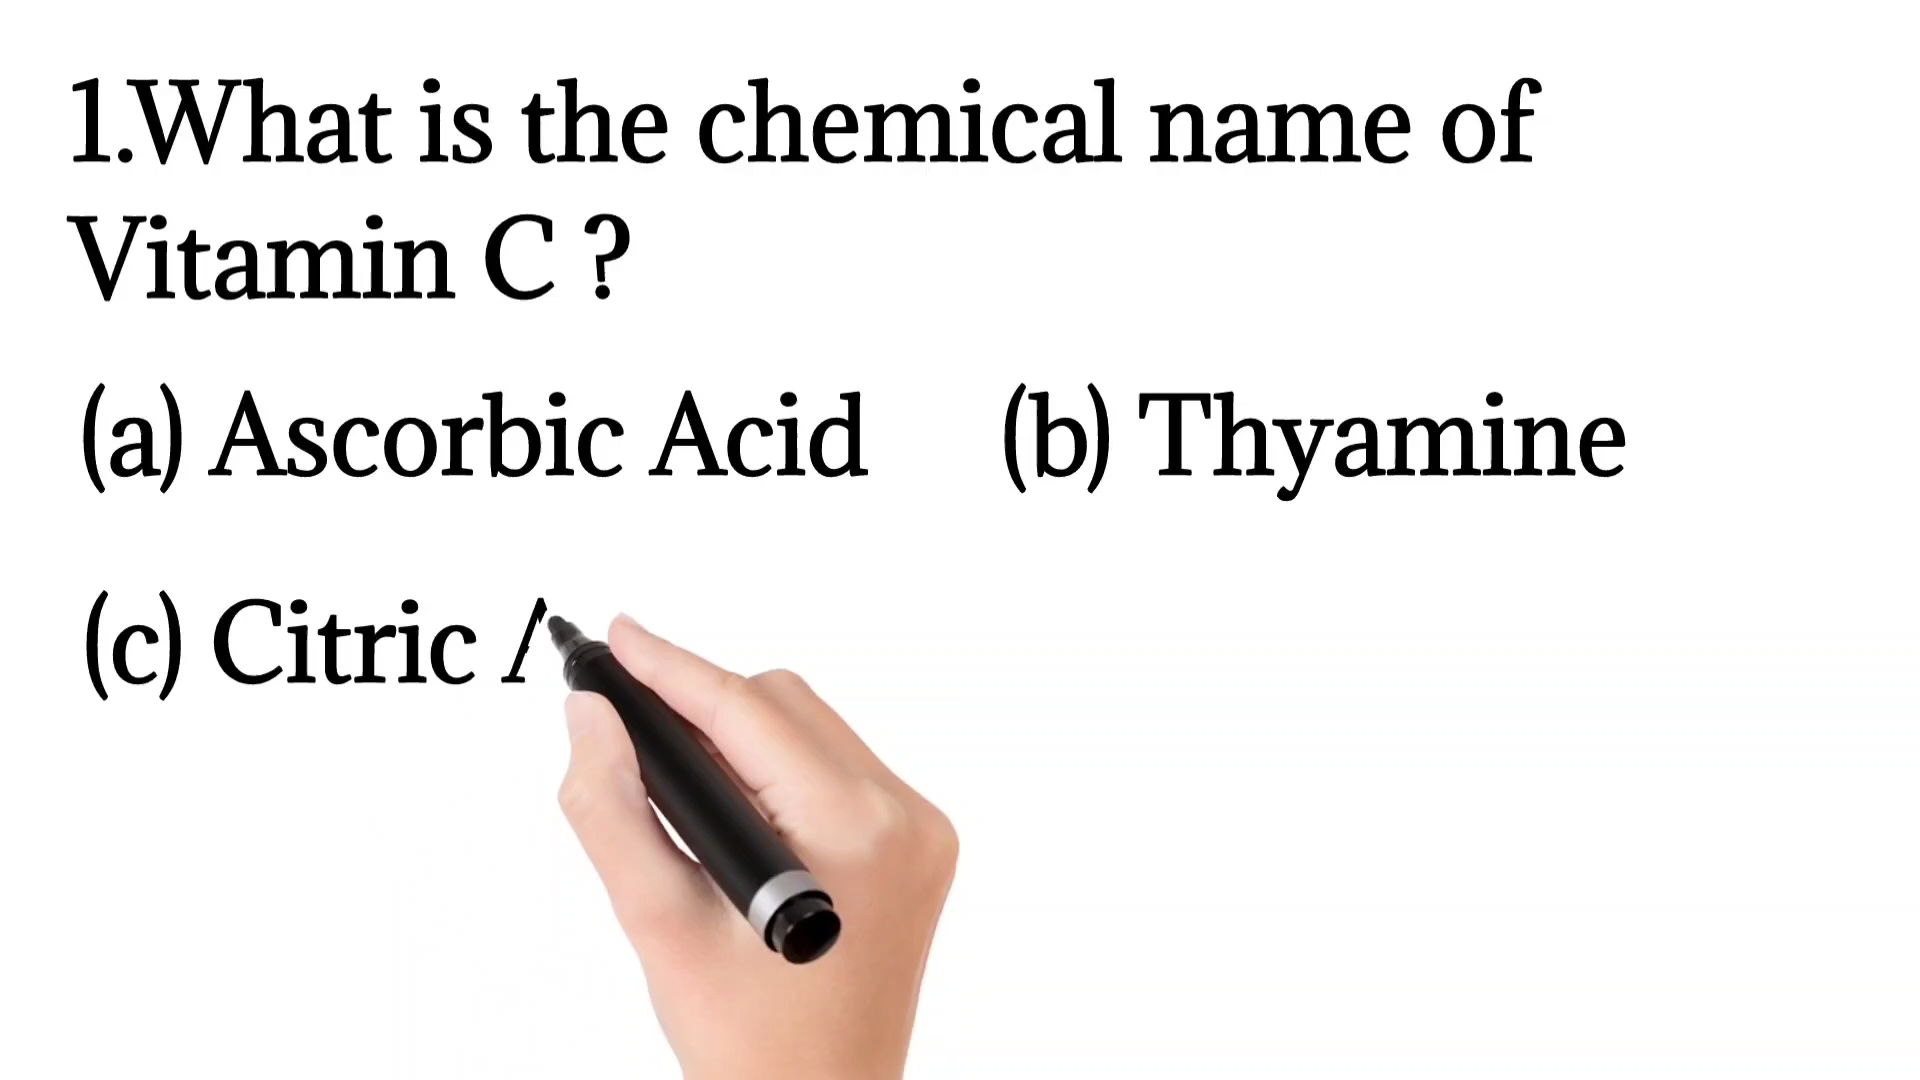 1.What is the chemical name of
Vitamin C ?
(a) Ascorbic Acid (b) Thyamine
(c) Citric